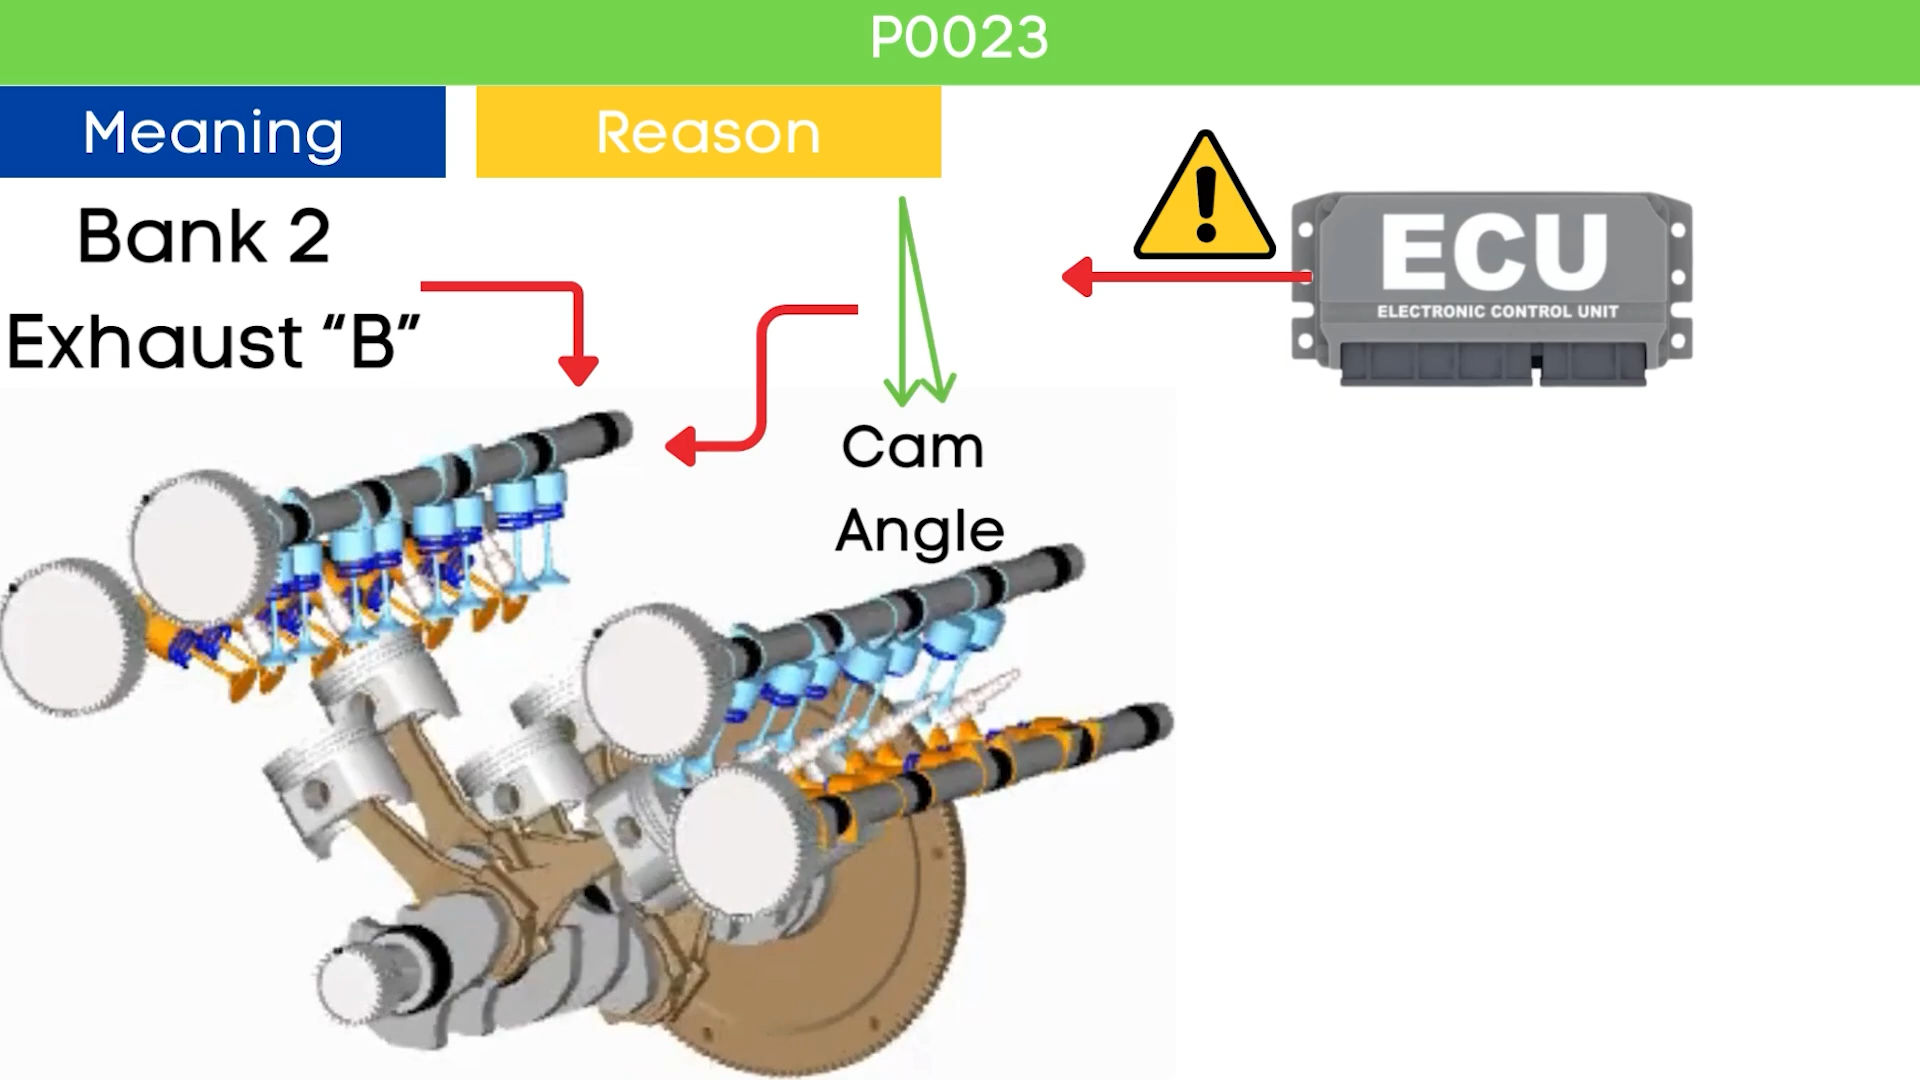 P0023
Meaning
Reason
Bank 2
Exhaust “B”
Cam
Angle
ECU
ELECTRONIC CONTROL UNIT